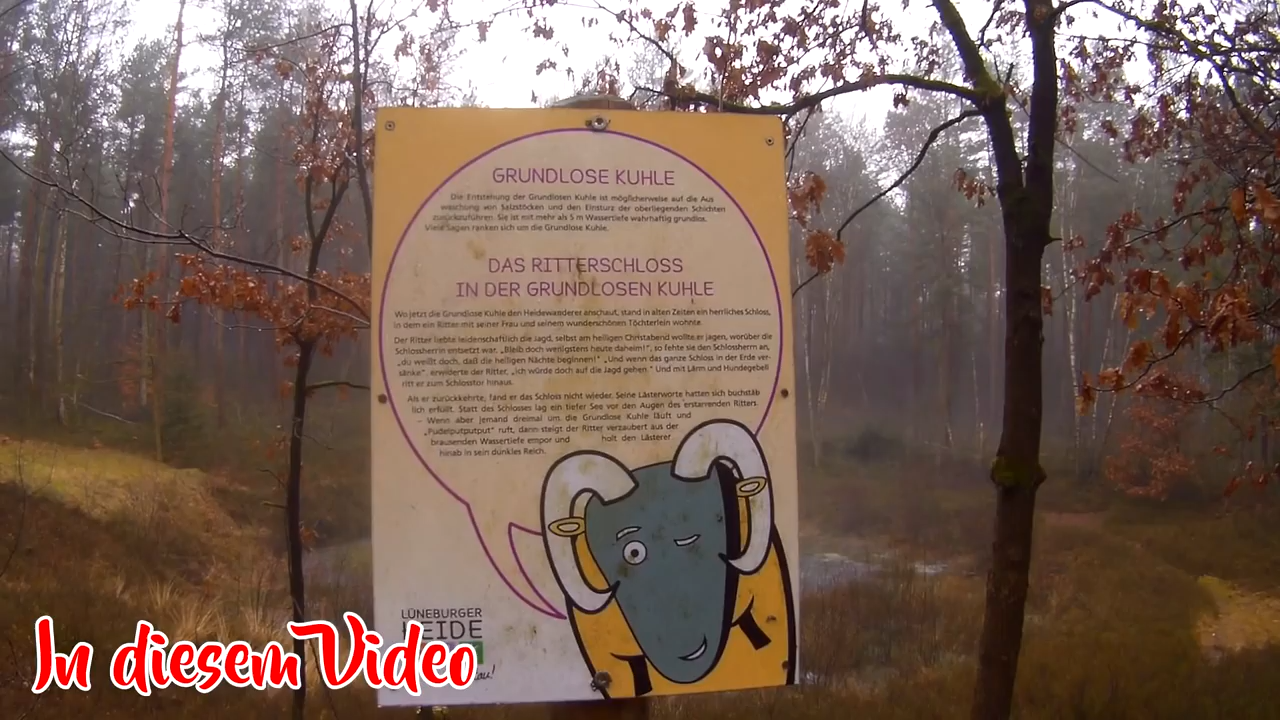 GRUNDLOSE KUHLE
Die Entstehung der Grundlosen Kuhle ist möglicherweise auf die Aus
waschung von Salzstöcken und den Einsturz der oberliegenden Schichten
zurückzuführen. Sie ist mit mehr als 5 m Wassertiefe wahrhaftig grundlos.
Viele Sagen ranken sich um die Grundlose Kuhle.
DAS RITTERSCHLOSS
IN DER GRUNDLOSEN KUHLE
Wo jetzt die Grundlose Kuhle den Heidewanderer anschaut, stand in alten Zeiten ein herrliches Schloss,
in dem ein Ritter mit seiner Frau und seinem wunderschönen Töchterlein wohnte.
Der Ritter liebte leidenschaftlich die Jagd, selbst am heiligen Christabend wollte er jagen, worüber die
Schlossherrin entsetzt war. „Bleib doch wenigstens heute daheim!", so flehte sie den Schlossherrn an,
„du weißt doch, daß die heiligen Nächte beginnen!" „Und wenn das ganze Schloss in der Erde ver-
sänke", erwiderte der Ritter, „ich würde doch auf die Jagd gehen." Und mit Lärm und Hundegebell
ritt er zum Schlosstor hinaus.
Als er zurückkehrte, fand er das Schloss nicht wieder. Seine Lästerworte hatten sich buchstäb
lich erfüllt. Statt des Schlosses lag ein tiefer See vor den Augen des erstarrenden Ritters.
– Wenn aber jemand dreimal um die Grundlose Kuhle läuft und
„Pudelputputput" ruft, dann steigt der Ritter verzaubert aus der
brausenden Wassertiefe empor und holt den Lästerer
hinab in sein dunkles Reich.
LÜNEBURGER
HEIDE
In diesem Video